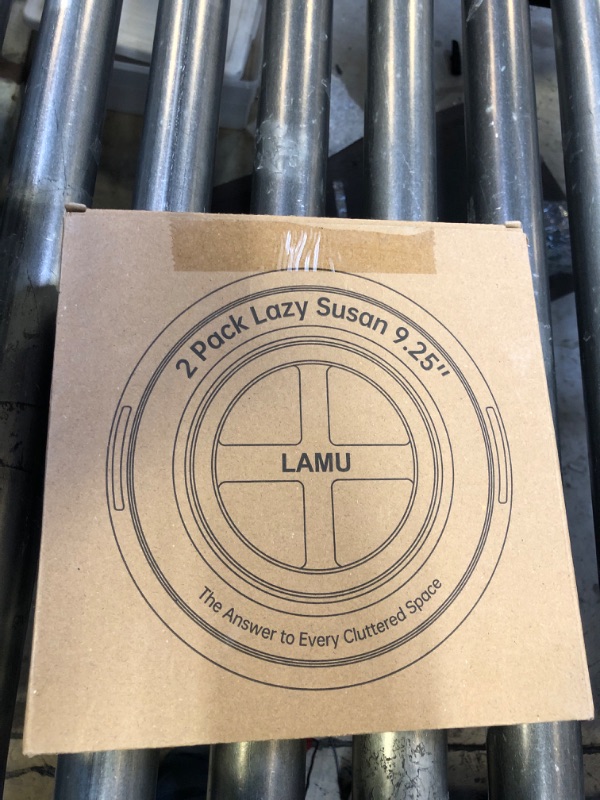 2 Pack Lazy Susan 9.25"
LAMU
The Answer to Every Cluttered Space